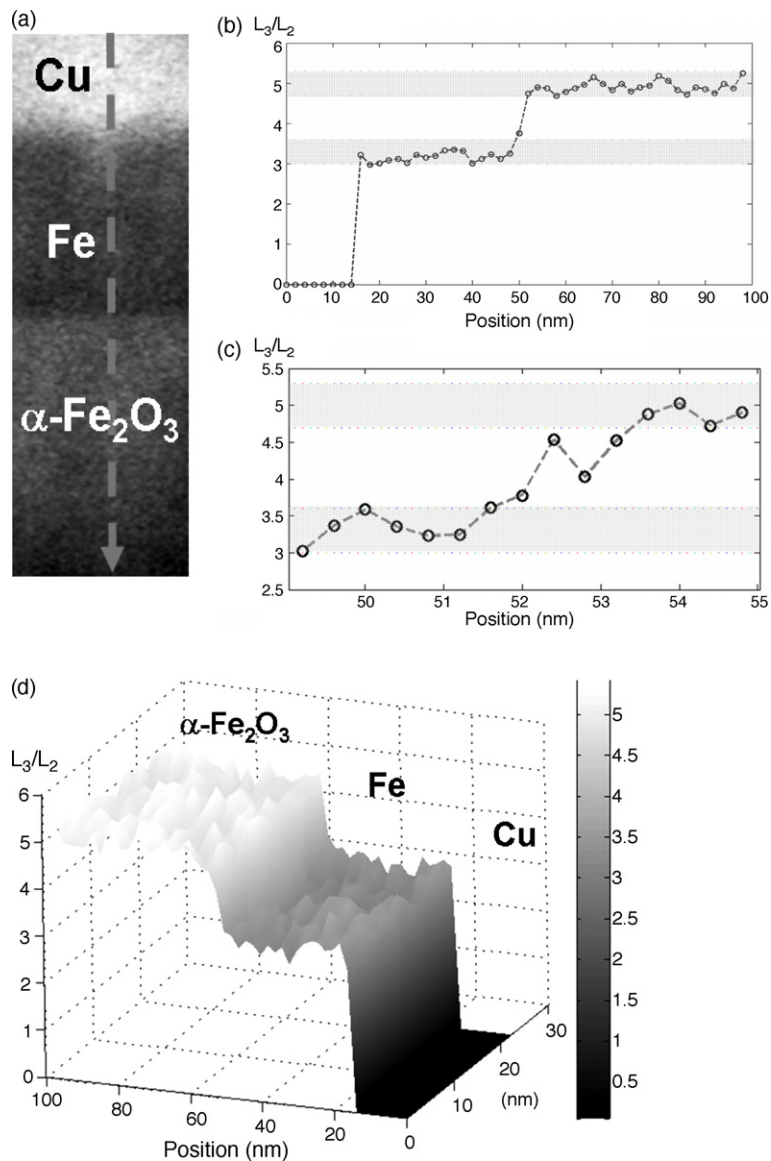 (a)
Cu
Fe
α-Fe₂O₃
(b) L₃/L₂
6
5
4
3
2
1
0
0 10 20 30 40 50 60 70 80 90 100
Position (nm)
(c) L₃/L₂
5.5
5
4.5
4
3.5
3
2.5
50 51 52 53 54 55
Position (nm)
(d)
α-Fe₂O₃
Fe
Cu
L₃/L₂
6
5
4
3
2
1
0
100 80 60 40 20 0
Position (nm)
10 20 30
(nm)
5
4.5
4
3.5
3
2.5
2
1.5
1
0.5